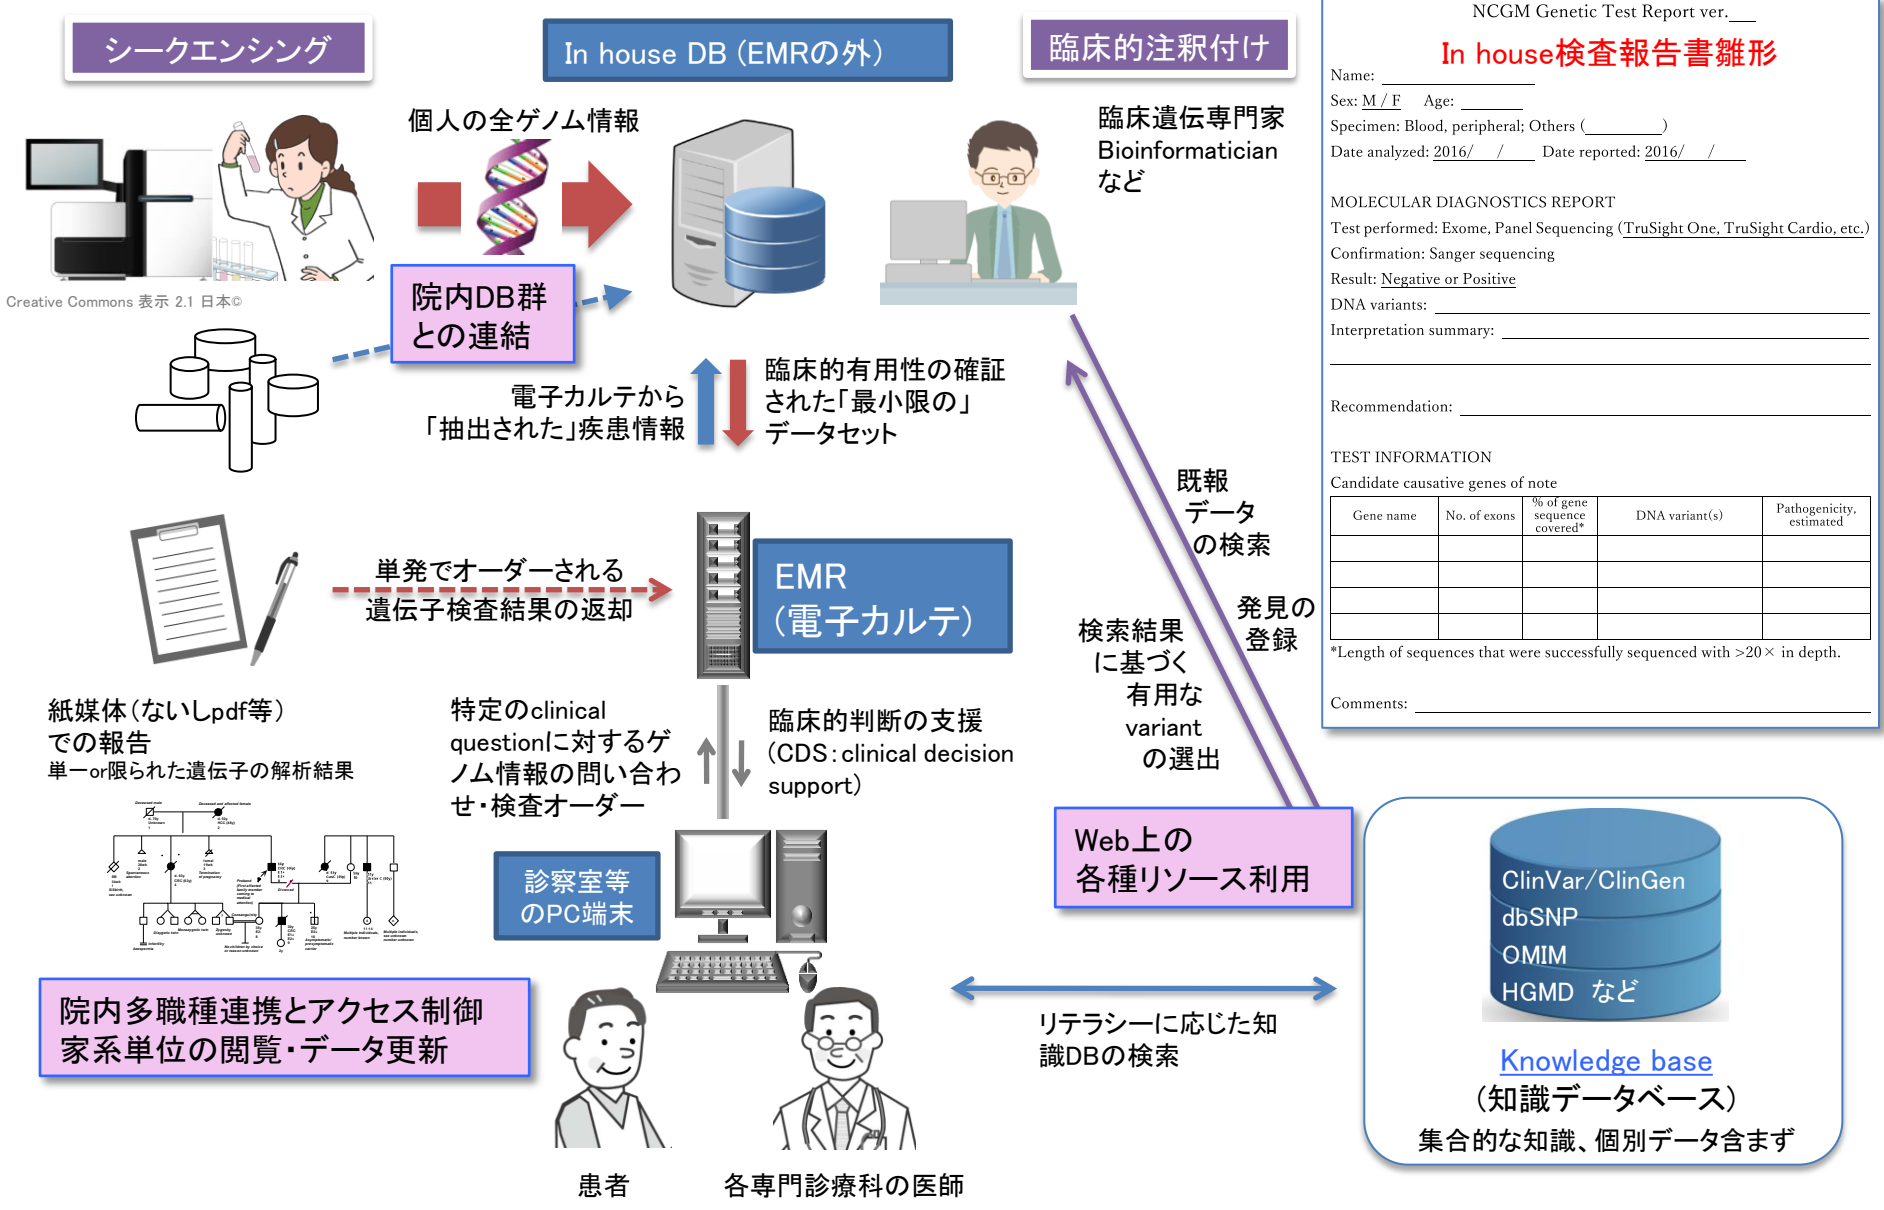 シークエンシング
In house DB (EMRの外)
臨床的注釈付け
個人の全ゲノム情報
臨床遺伝専門家
Bioinformatician
など
Creative Commons 表示 2.1 日本©
院内DB群
との連結
電子カルテから
「抽出された」疾患情報
臨床的有用性の確証
された「最小限の」
データセット
既報
データ
の検索
発見の
登録
検索結果
に基づく
有用な
variant
の選出
単発でオーダーされる
遺伝子検査結果の返却
EMR
(電子カルテ)
紙媒体(ないしpdf等)
での報告
単一or限られた遺伝子の解析結果
特定のclinical
questionに対するゲ
ノム情報の問い合わ
せ・検査オーダー
臨床的判断の支援
(CDS:clinical decision
support)
診察室等
のPC端末
Web上の
各種リソース利用
院内多職種連携とアクセス制御
家系単位の閲覧・データ更新
リテラシーに応じた知
識DBの検索
患者
各専門診療科の医師
ClinVar/ClinGen
dbSNP
OMIM
HGMD など
Knowledge base
(知識データベース)
集合的な知識、個別データ含まず
NCGM Genetic Test Report ver.
In house検査報告書雛形
Name:
Sex: M / F Age:
Specimen: Blood, peripheral; Others ( )
Date analyzed: 2016/ / Date reported: 2016/ /
MOLECULAR DIAGNOSTICS REPORT
Test performed: Exome, Panel Sequencing (TruSight One, TruSight Cardio, etc.)
Confirmation: Sanger sequencing
Result: Negative or Positive
DNA variants:
Interpretation summary:
Recommendation:
TEST INFORMATION
Candidate causative genes of note
Gene name No. of exons % of gene sequence covered* DNA variant(s) Pathogenicity, estimated
*Length of sequences that were successfully sequenced with >20× in depth.
Comments: